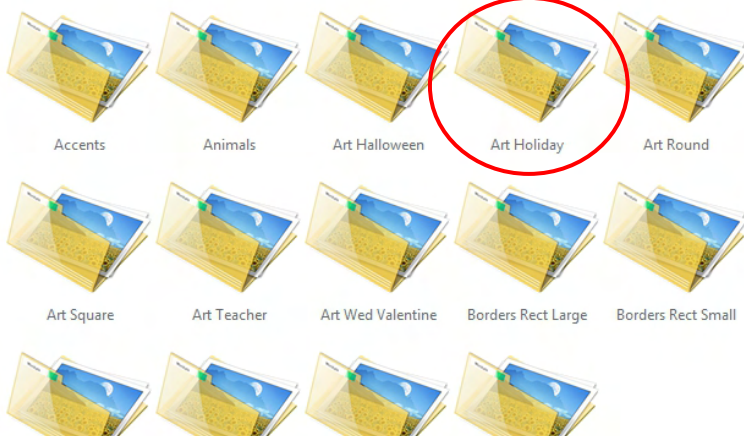 Accents
Animals
Art Halloween
Art Holiday
Art Round
Art Square
Art Teacher
Art Wed Valentine
Borders Rect Large
Borders Rect Small